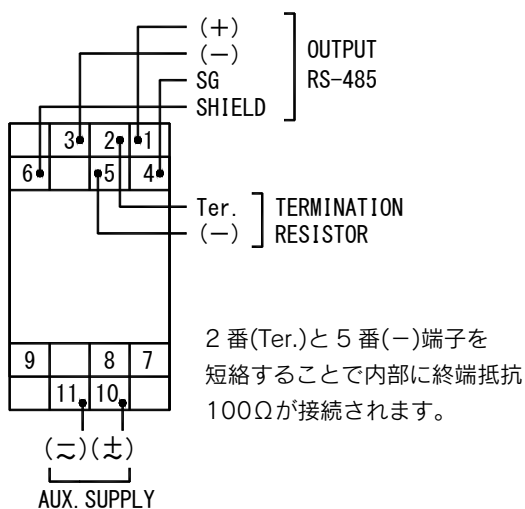 (+)
(−)
SG
SHIELD
OUTPUT
RS-485
3 2 1
6 5 4
Ter.
(−)
TERMINATION
RESISTOR
2番(Ter.)と5番(−)端子を
短絡することで内部に終端抵抗
100Ωが接続されます。
9 8 7
11 10
(−~) (+~)
AUX. SUPPLY